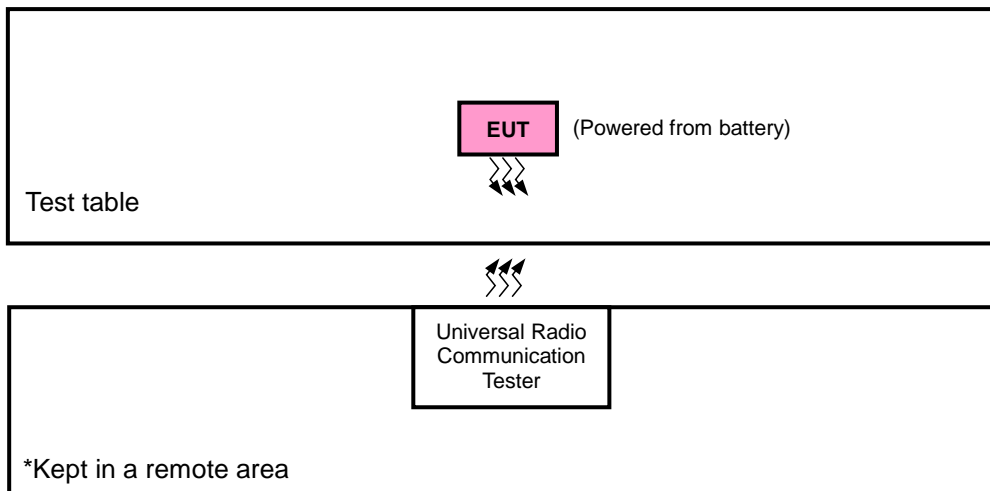 EUT
(Powered from battery)
Test table
Universal Radio
Communication
Tester
*Kept in a remote area